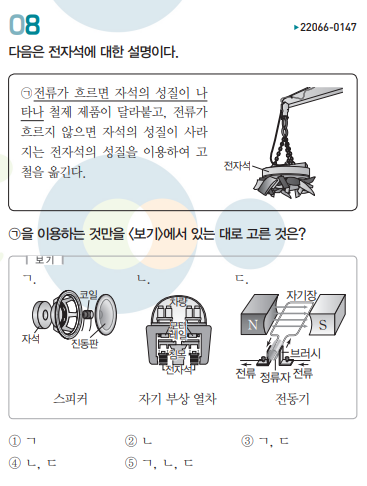 08
▶22066-0147
다음은 전자석에 대한 설명이다.
㉠전류가 흐르면 자석의 성질이 나
타나 철제 제품이 달라붙고, 전류가
흐르지 않으면 자석의 성질이 사라
지는 전자석의 성질을 이용하여 고
철을 옮긴다.
전자석
㉠을 이용하는 것만을 <보기>에서 있는 대로 고른 것은?
보기
ㄱ.
ㄴ.
ㄷ.
코일
자석
진동판
스피커
차량
레일
전자석
자기 부상 열차
자기장
N
S
브러시
전류
정류자
전류
전동기
① ㄱ
② ㄴ
③ ㄱ, ㄷ
④ ㄴ, ㄷ
⑤ ㄱ, ㄴ, ㄷ